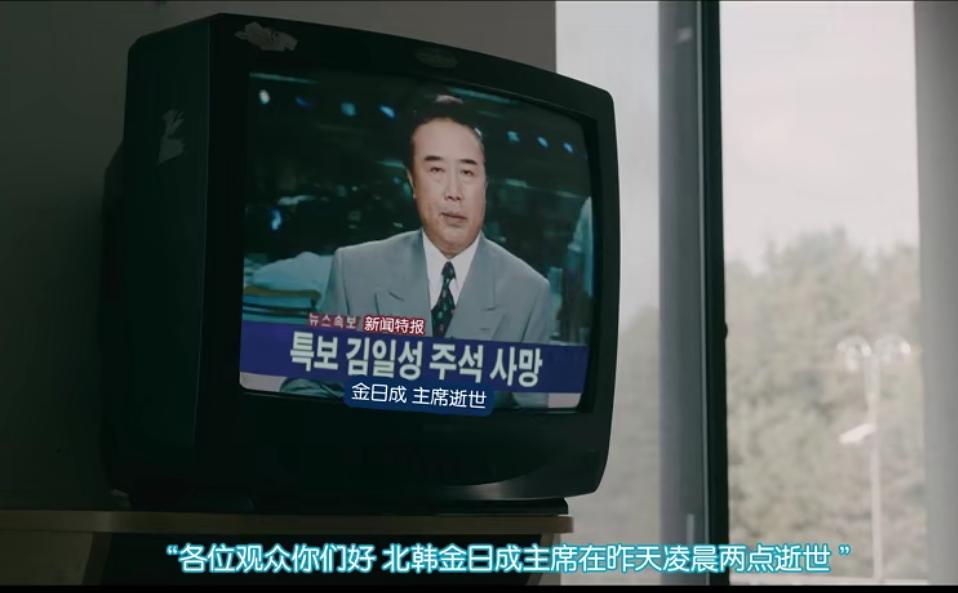 뉴스속보 新闻特报
특보 김일성 주석 사망
金日成 主席逝世
“各位观众你们好 北韩金日成主席在昨天凌晨两点逝世 ”